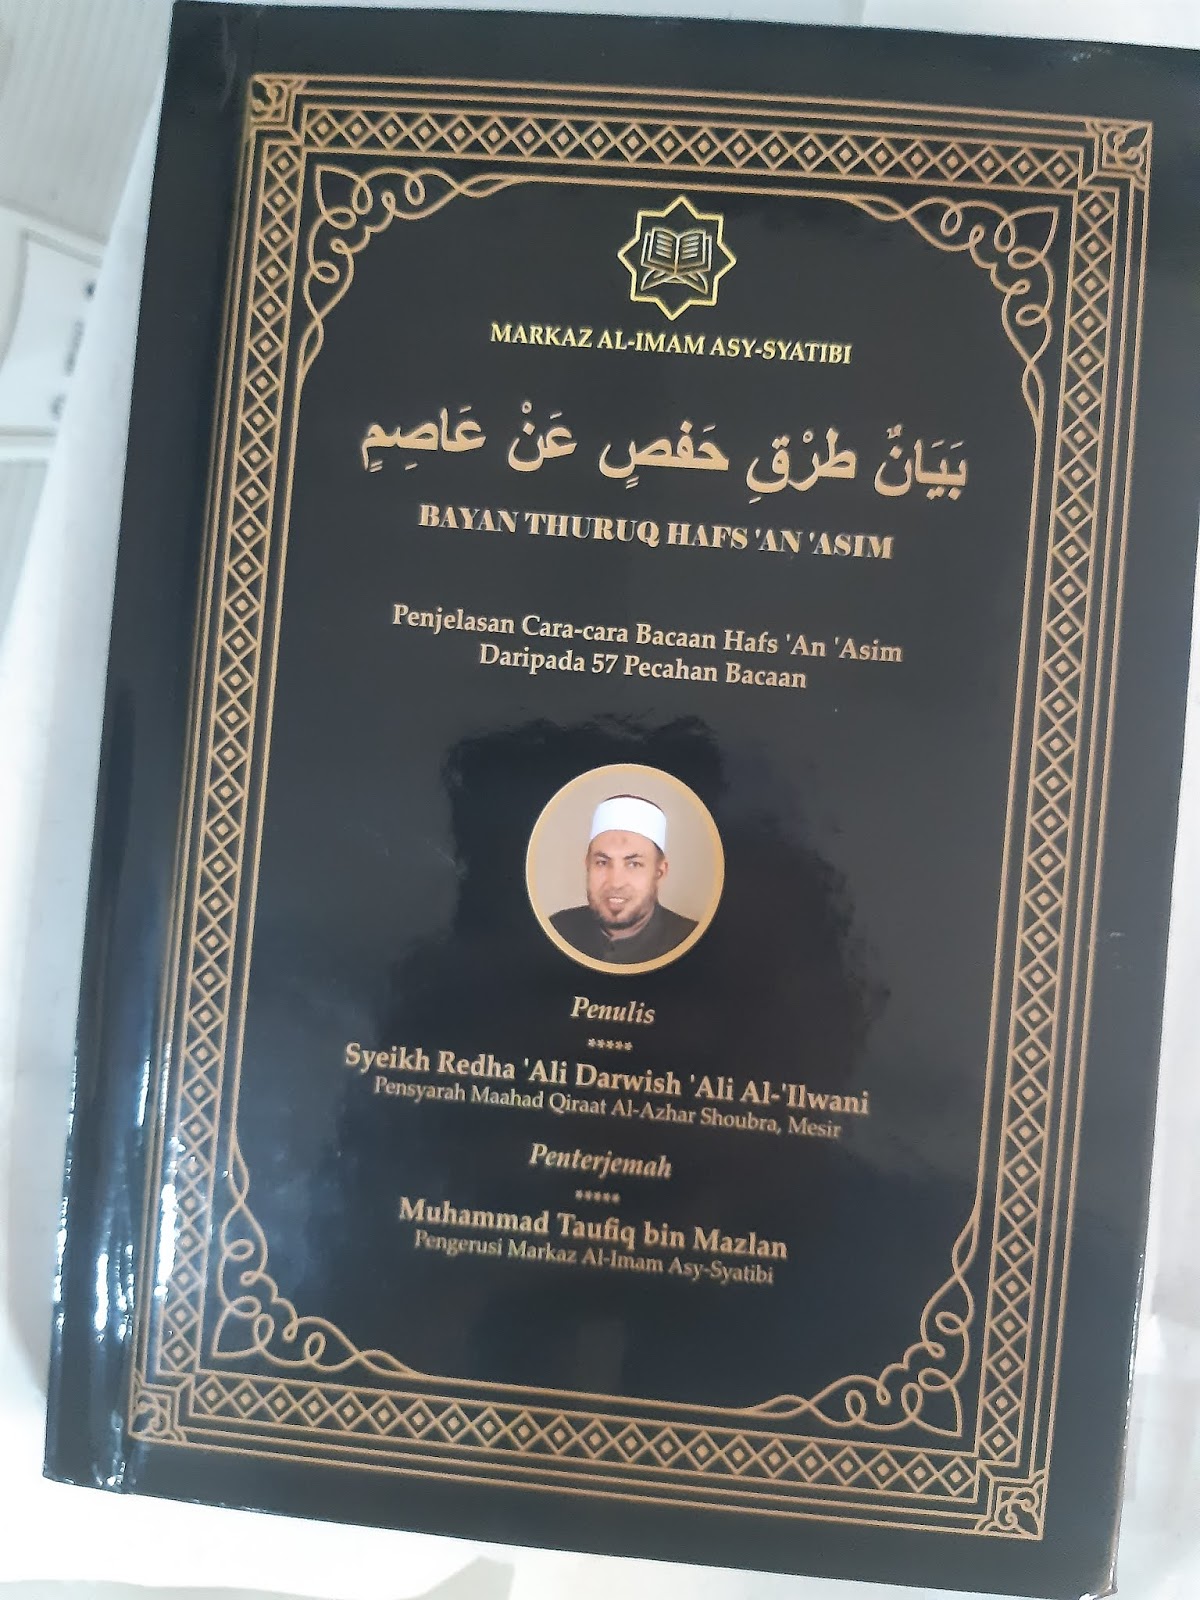 MARKAZ AL-IMAM ASY-SYATIBI
بَيَانٌ طرْقِ حَفصٍ عَنْ عَاصِمٍ
BAYAN THURUQ HAFS 'AN 'ASIM
Penjelasan Cara-cara Bacaan Hafs 'An 'Asim
Daripada 57 Pecahan Bacaan
Penulis
*****
Syeikh Redha 'Ali Darwish 'Ali Al-'Ilwani
Pensyarah Maahad Qiraat Al-Azhar Shoubra, Mesir
Penterjemah
*****
Muhammad Taufiq bin Mazlan
Pengerusi Markaz Al-Imam Asy-Syatibi